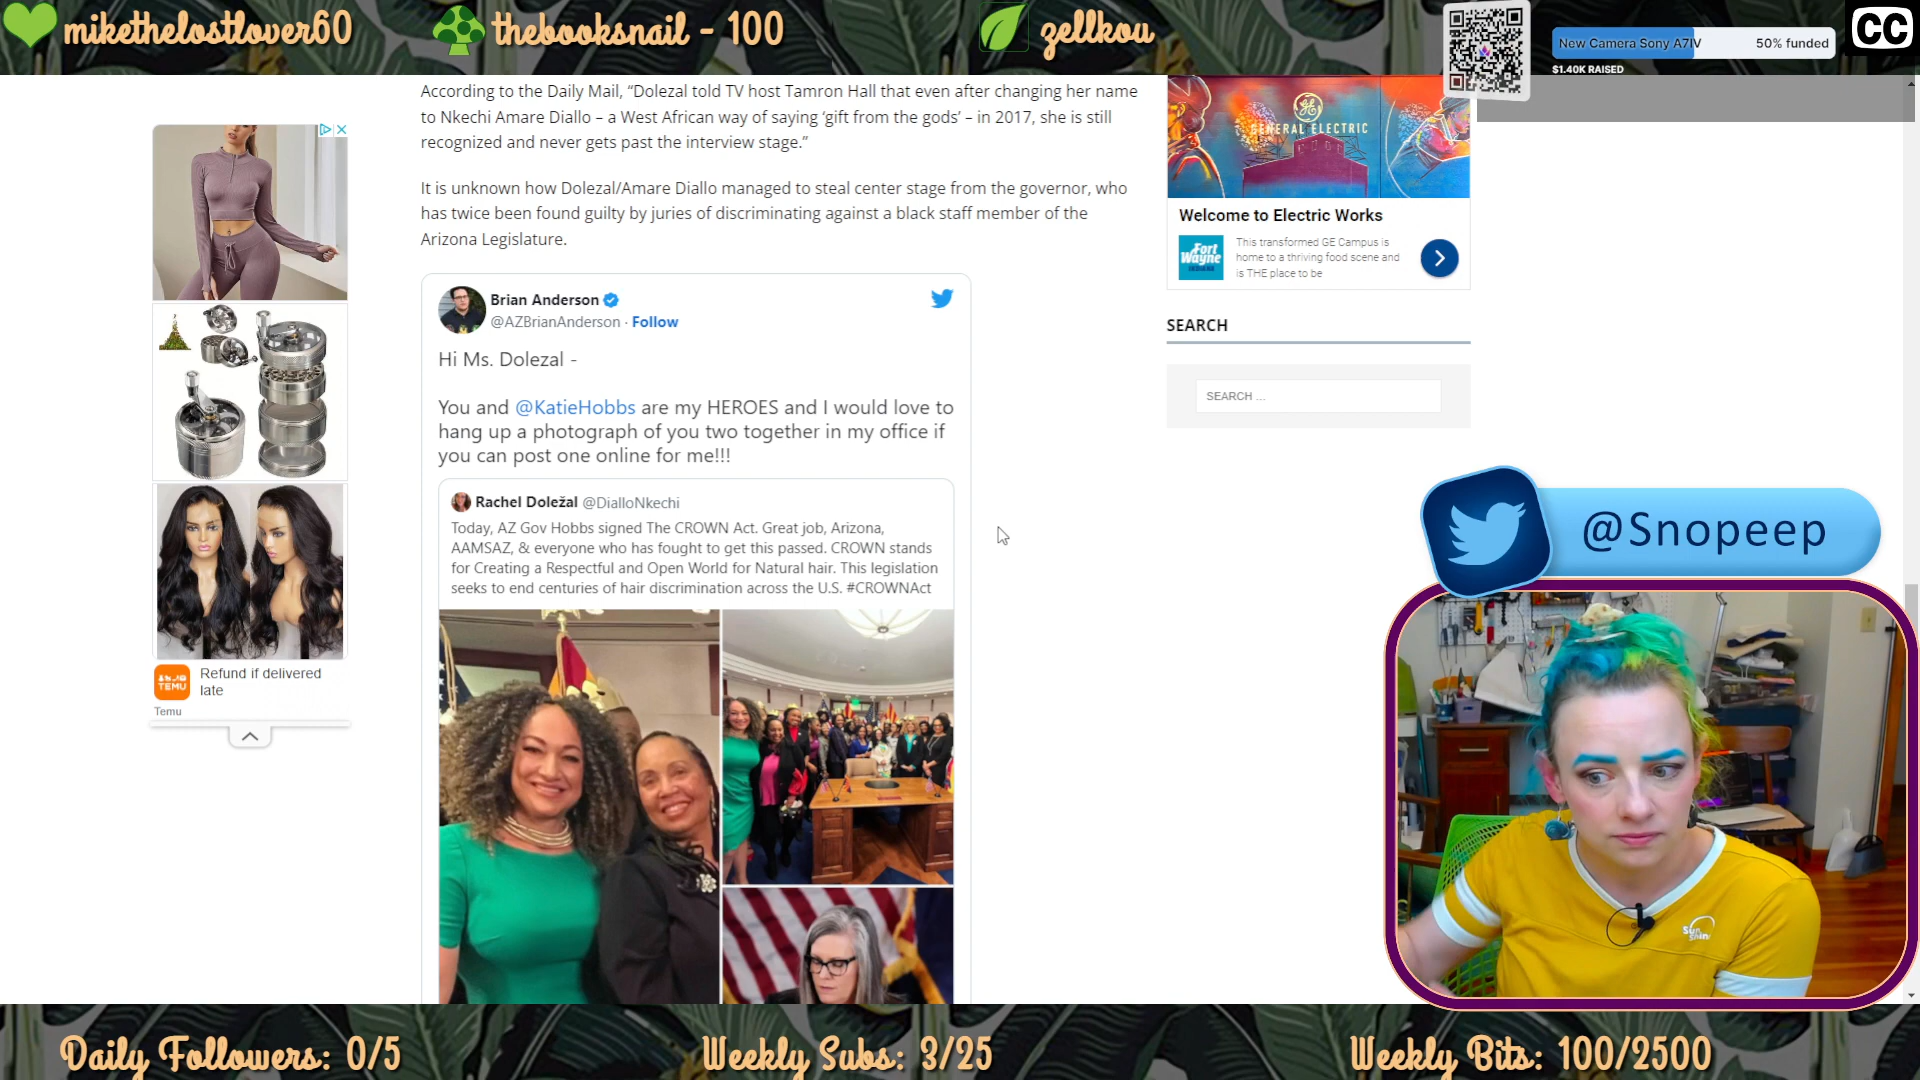 mikethelostlover60
thebooksnail - 100
zellkou
New Camera Sony A7IV
50% funded
$1.40K RAISED
CC
According to the Daily Mail, “Dolezal told TV host Tamron Hall that even after changing her name
to Nkechi Amare Diallo – a West African way of saying ‘gift from the gods’ – in 2017, she is still
recognized and never gets past the interview stage.”
It is unknown how Dolezal/Amare Diallo managed to steal center stage from the governor, who
has twice been found guilty by juries of discriminating against a black staff member of the
Arizona Legislature.
Brian Anderson
@AZBrianAnderson · Follow
Hi Ms. Dolezal -
You and @KatieHobbs are my HEROES and I would love to
hang up a photograph of you two together in my office if
you can post one online for me!!!
Rachel Doležal @DialloNkechi
Today, AZ Gov Hobbs signed The CROWN Act. Great job, Arizona,
AAMSAZ, & everyone who has fought to get this passed. CROWN stands
for Creating a Respectful and Open World for Natural hair. This legislation
seeks to end centuries of hair discrimination across the U.S. #CROWNAct
TEMU
Refund if delivered
late
Temu
GENERAL ELECTRIC
Welcome to Electric Works
Fort
Wayne
This transformed GE Campus is
home to a thriving food scene and
is THE place to be
SEARCH
SEARCH ...
@Snopeep
Sun
Shin
Daily Followers: 0/5
Weekly Subs: 3/25
Weekly Bits: 100/2500